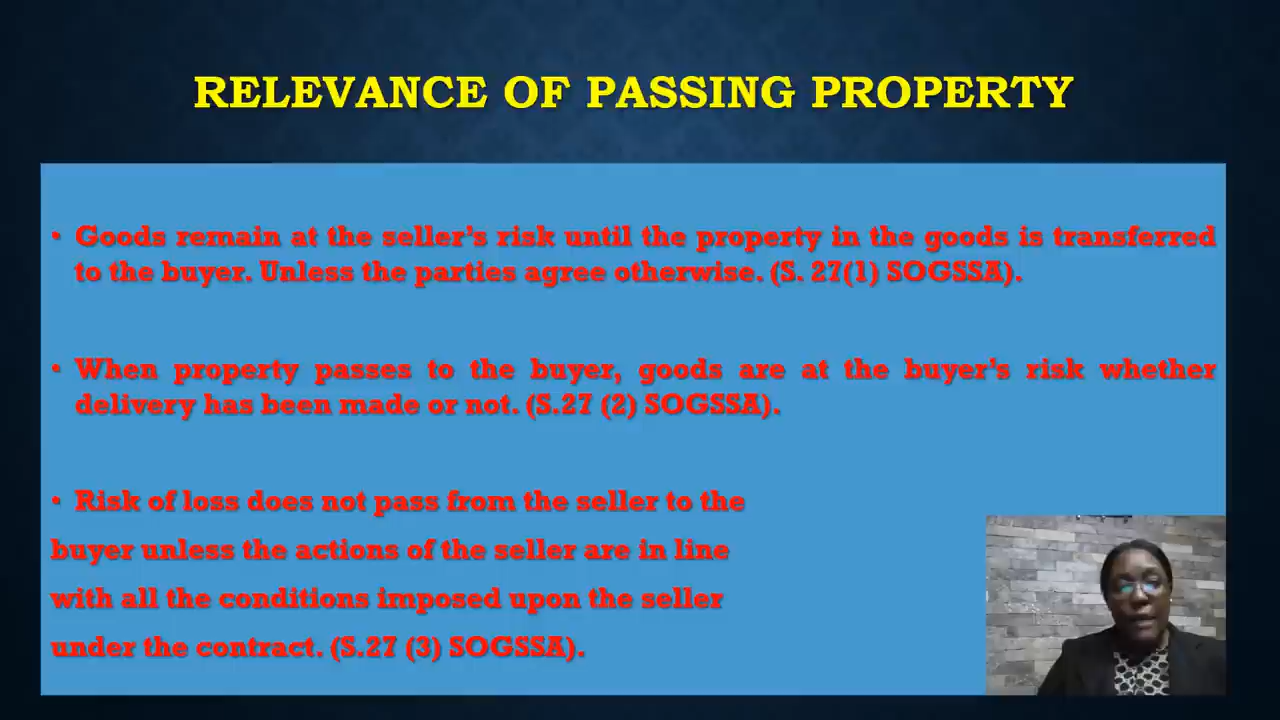 RELEVANCE OF PASSING PROPERTY
• Goods remain at the seller's risk until the property in the goods is transferred
to the buyer. Unless the parties agree otherwise. (S. 27(1) SOGSSA).
• When property passes to the buyer, goods are at the buyer's risk whether
delivery has been made or not. (S.27 (2) SOGSSA).
• Risk of loss does not pass from the seller to the
buyer unless the actions of the seller are in line
with all the conditions imposed upon the seller
under the contract. (S.27 (3) SOGSSA).